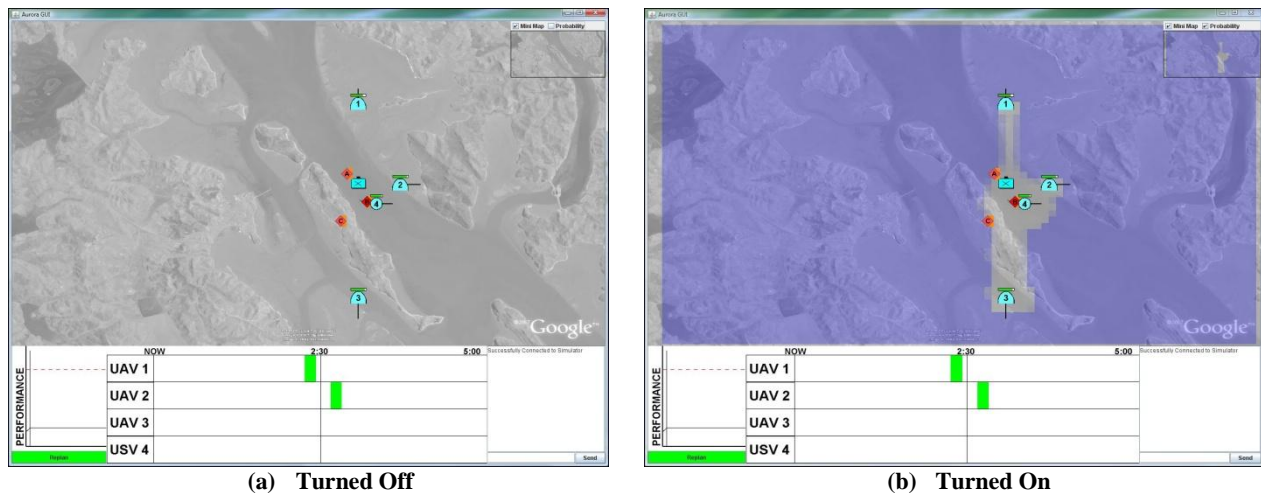 Aurora GUI
Mini Map Probability
1
A
2
B 4
C
3
Google
NOW 2:30 5:00
Successfully Connected to Simulator
PERFORMANCE
UAV 1
UAV 2
UAV 3
USV 4
Replan
Send
(a) Turned Off
Aurora GUI
Mini Map Probability
1
A
2
B 4
C
3
Google
NOW 2:30 5:00
Successfully Connected to Simulator
PERFORMANCE
UAV 1
UAV 2
UAV 3
USV 4
Replan
Send
(b) Turned On